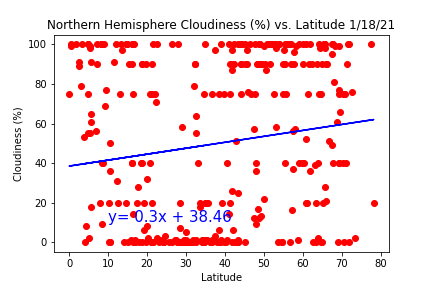 Northern Hemisphere Cloudiness (%) vs. Latitude 1/18/21
100
80
60
40
20
0
Cloudiness (%)
y= 0.3x + 38.46
0 10 20 30 40 50 60 70 80
Latitude